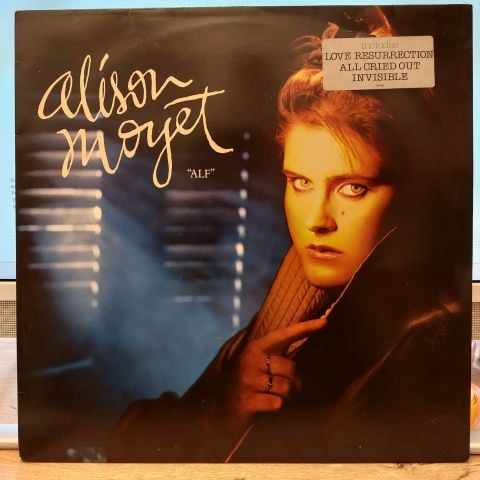 alison
moyet
"ALF"
includes
LOVE RESURRECTION
ALL CRIED OUT
INVISIBLE